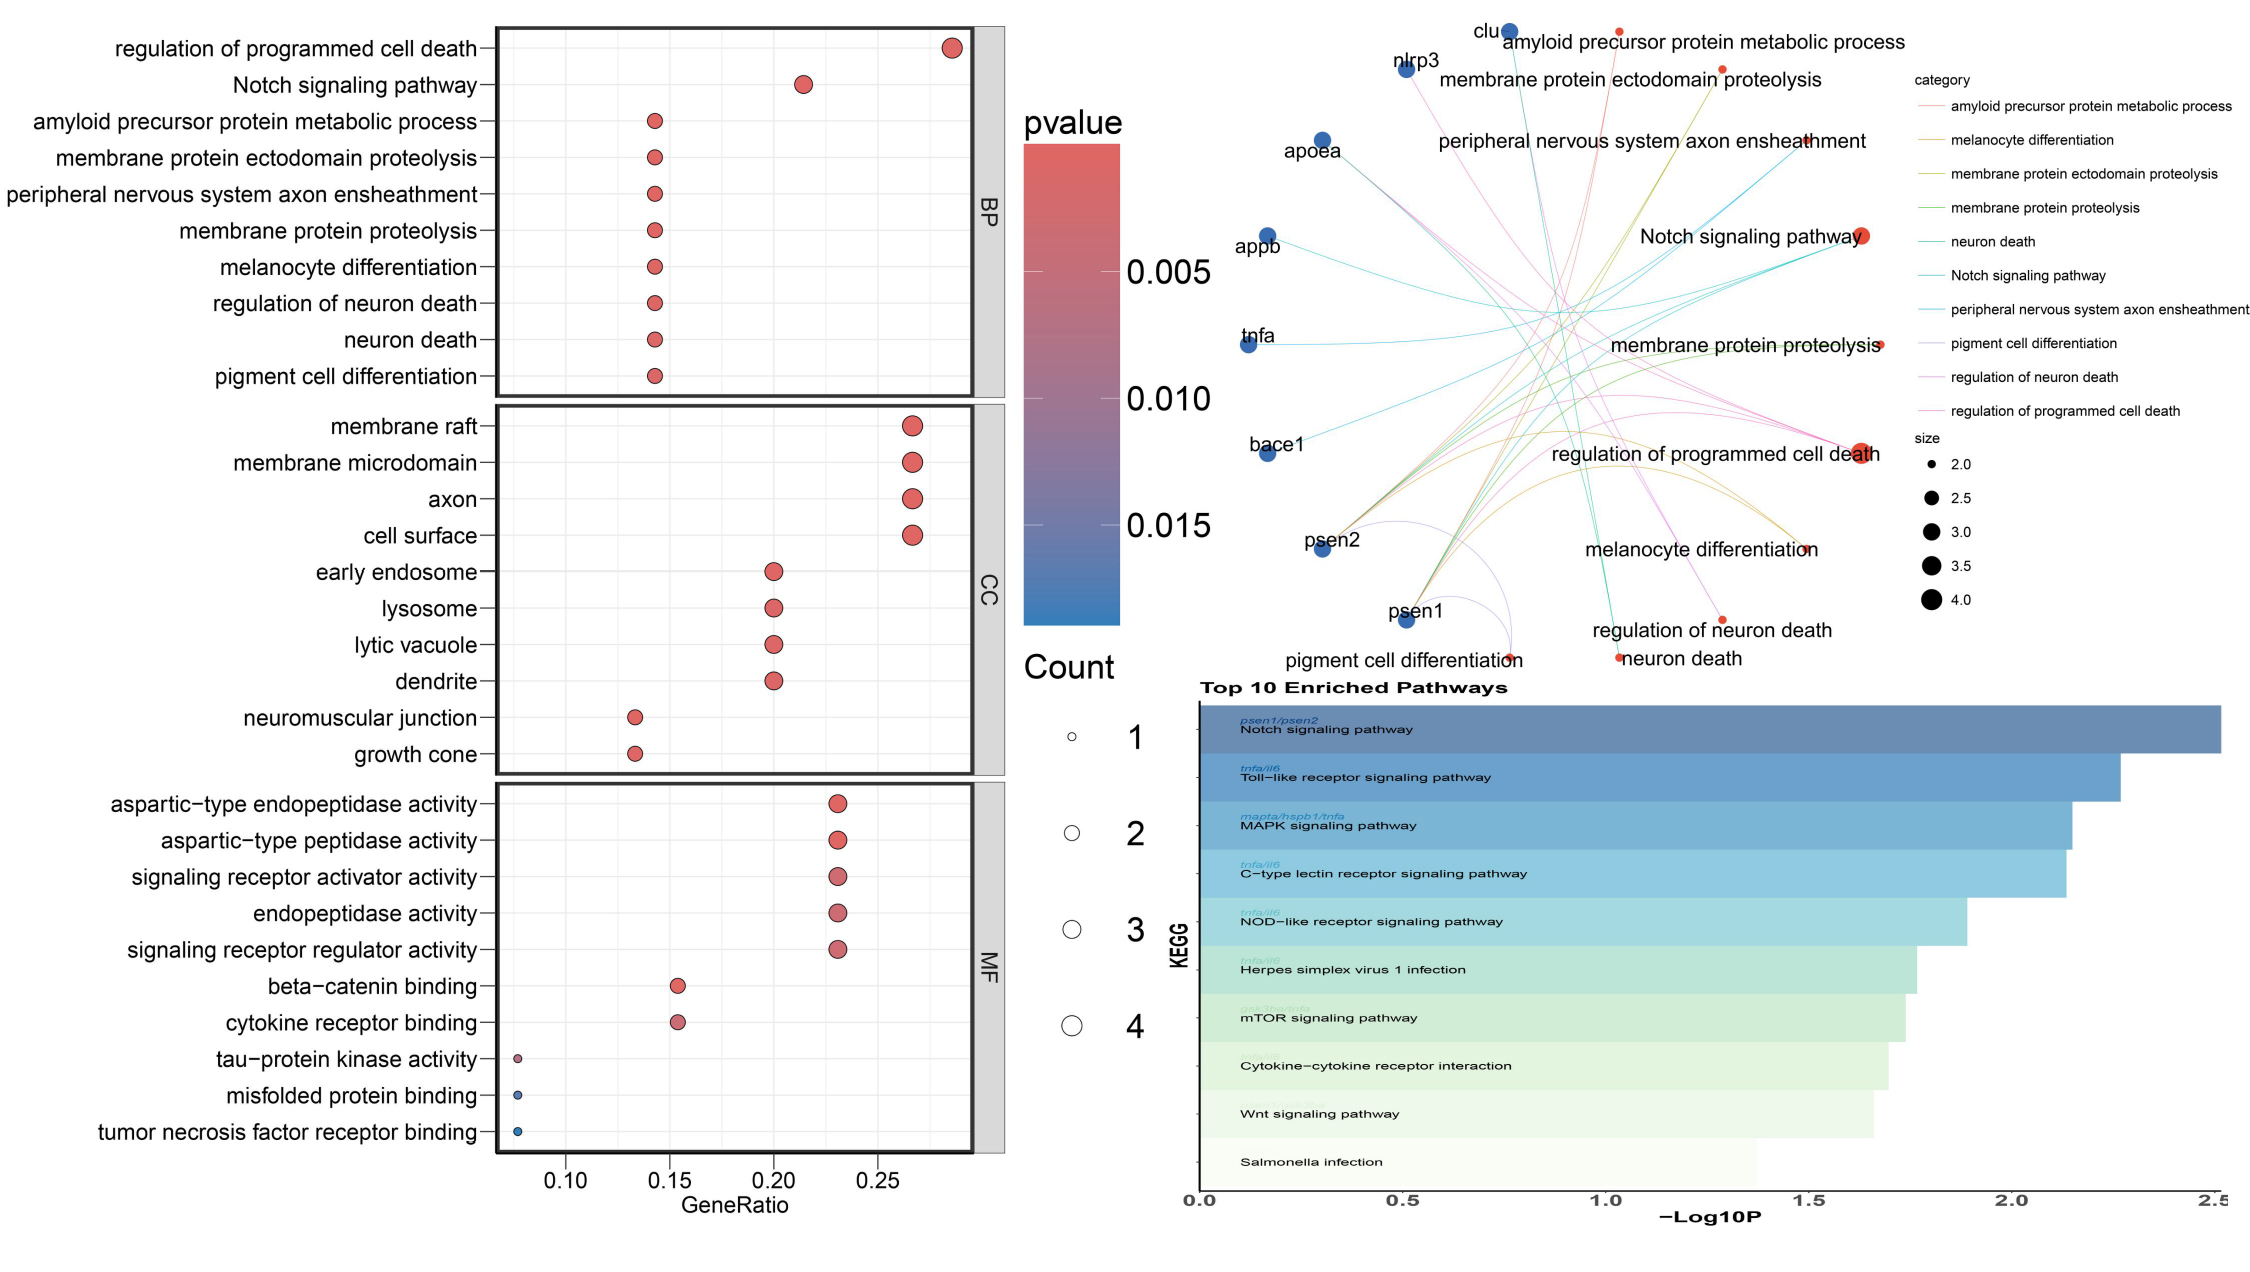 regulation of programmed cell death
Notch signaling pathway
amyloid precursor protein metabolic process
membrane protein ectodomain proteolysis
peripheral nervous system axon ensheathment
membrane protein proteolysis
melanocyte differentiation
regulation of neuron death
neuron death
pigment cell differentiation
BP
membrane raft
membrane microdomain
axon
cell surface
early endosome
lysosome
lytic vacuole
dendrite
neuromuscular junction
growth cone
CC
aspartic−type endopeptidase activity
aspartic−type peptidase activity
signaling receptor activator activity
endopeptidase activity
signaling receptor regulator activity
beta−catenin binding
cytokine receptor binding
tau−protein kinase activity
misfolded protein binding
tumor necrosis factor receptor binding
MF
0.10 0.15 0.20 0.25
GeneRatio
pvalue
0.005
0.010
0.015
Count
1
2
3
4
clu
amyloid precursor protein metabolic process
nlrp3
membrane protein ectodomain proteolysis
apoea
peripheral nervous system axon ensheathment
appb
Notch signaling pathway
tnfa
membrane protein proteolysis
bace1
regulation of programmed cell death
psen2
melanocyte differentiation
psen1
regulation of neuron death
pigment cell differentiation
neuron death
category
amyloid precursor protein metabolic process
melanocyte differentiation
membrane protein ectodomain proteolysis
membrane protein proteolysis
neuron death
Notch signaling pathway
peripheral nervous system axon ensheathment
pigment cell differentiation
regulation of neuron death
regulation of programmed cell death
size
2.0
2.5
3.0
3.5
4.0
Top 10 Enriched Pathways
KEGG
psen1/psen2
Notch signaling pathway
tnfa/il6
Toll−like receptor signaling pathway
mapta/hspb1/tnfa
MAPK signaling pathway
tnfa/il6
C−type lectin receptor signaling pathway
tnfa/il6
NOD−like receptor signaling pathway
tnfa/il6
Herpes simplex virus 1 infection
mTOR signaling pathway
Cytokine−cytokine receptor interaction
Wnt signaling pathway
Salmonella infection
0.0 0.5 1.0 1.5 2.0 2.5
−Log10P